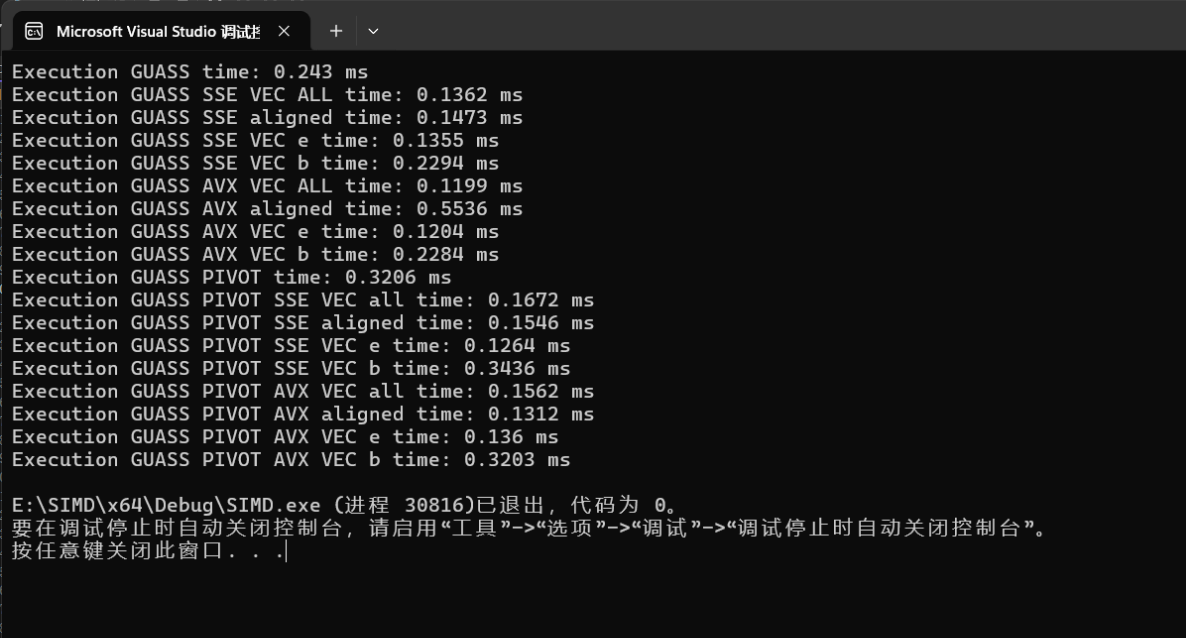 Microsoft Visual Studio 调试
Execution GUASS time: 0.243 ms
Execution GUASS SSE VEC ALL time: 0.1362 ms
Execution GUASS SSE aligned time: 0.1473 ms
Execution GUASS SSE VEC e time: 0.1355 ms
Execution GUASS SSE VEC b time: 0.2294 ms
Execution GUASS AVX VEC ALL time: 0.1199 ms
Execution GUASS AVX aligned time: 0.5536 ms
Execution GUASS AVX VEC e time: 0.1204 ms
Execution GUASS AVX VEC b time: 0.2284 ms
Execution GUASS PIVOT time: 0.3206 ms
Execution GUASS PIVOT SSE VEC all time: 0.1672 ms
Execution GUASS PIVOT SSE aligned time: 0.1546 ms
Execution GUASS PIVOT SSE VEC e time: 0.1264 ms
Execution GUASS PIVOT SSE VEC b time: 0.3436 ms
Execution GUASS PIVOT AVX VEC all time: 0.1562 ms
Execution GUASS PIVOT AVX aligned time: 0.1312 ms
Execution GUASS PIVOT AVX VEC e time: 0.136 ms
Execution GUASS PIVOT AVX VEC b time: 0.3203 ms
E:\SIMD\x64\Debug\SIMD.exe (进程 30816)已退出，代码为 0。
要在调试停止时自动关闭控制台，请启用“工具”->“选项”->“调试”->“调试停止时自动关闭控制台”。
按任意键关闭此窗口. . .